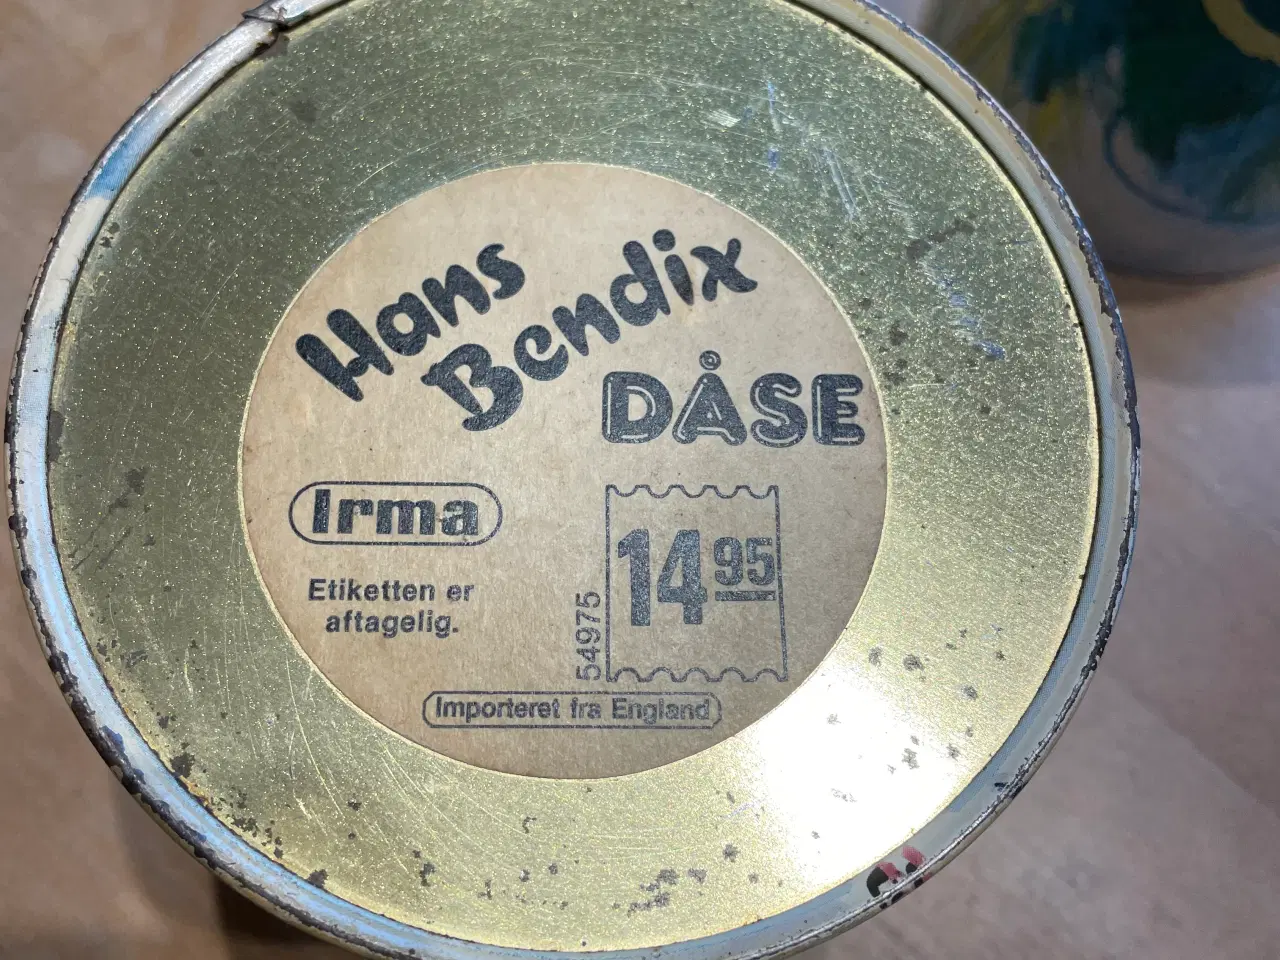 Hans
Bendix
DÅSE
Irma
Etiketten er
aftagelig.
54975
14 95
Importeret fra England